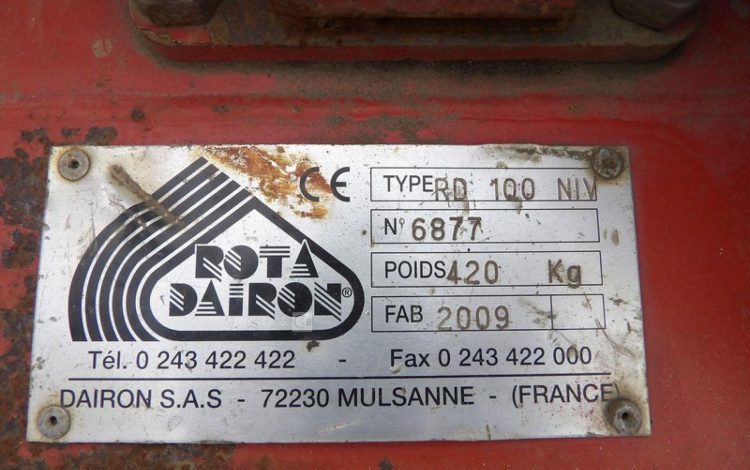 ROTA
DAIRON®
CE
TYPE RD 100 NIV
N° 6877
POIDS 420 Kg
FAB 2009
Tél. 0 243 422 422 - Fax 0 243 422 000
DAIRON S.A.S - 72230 MULSANNE - (FRANCE)